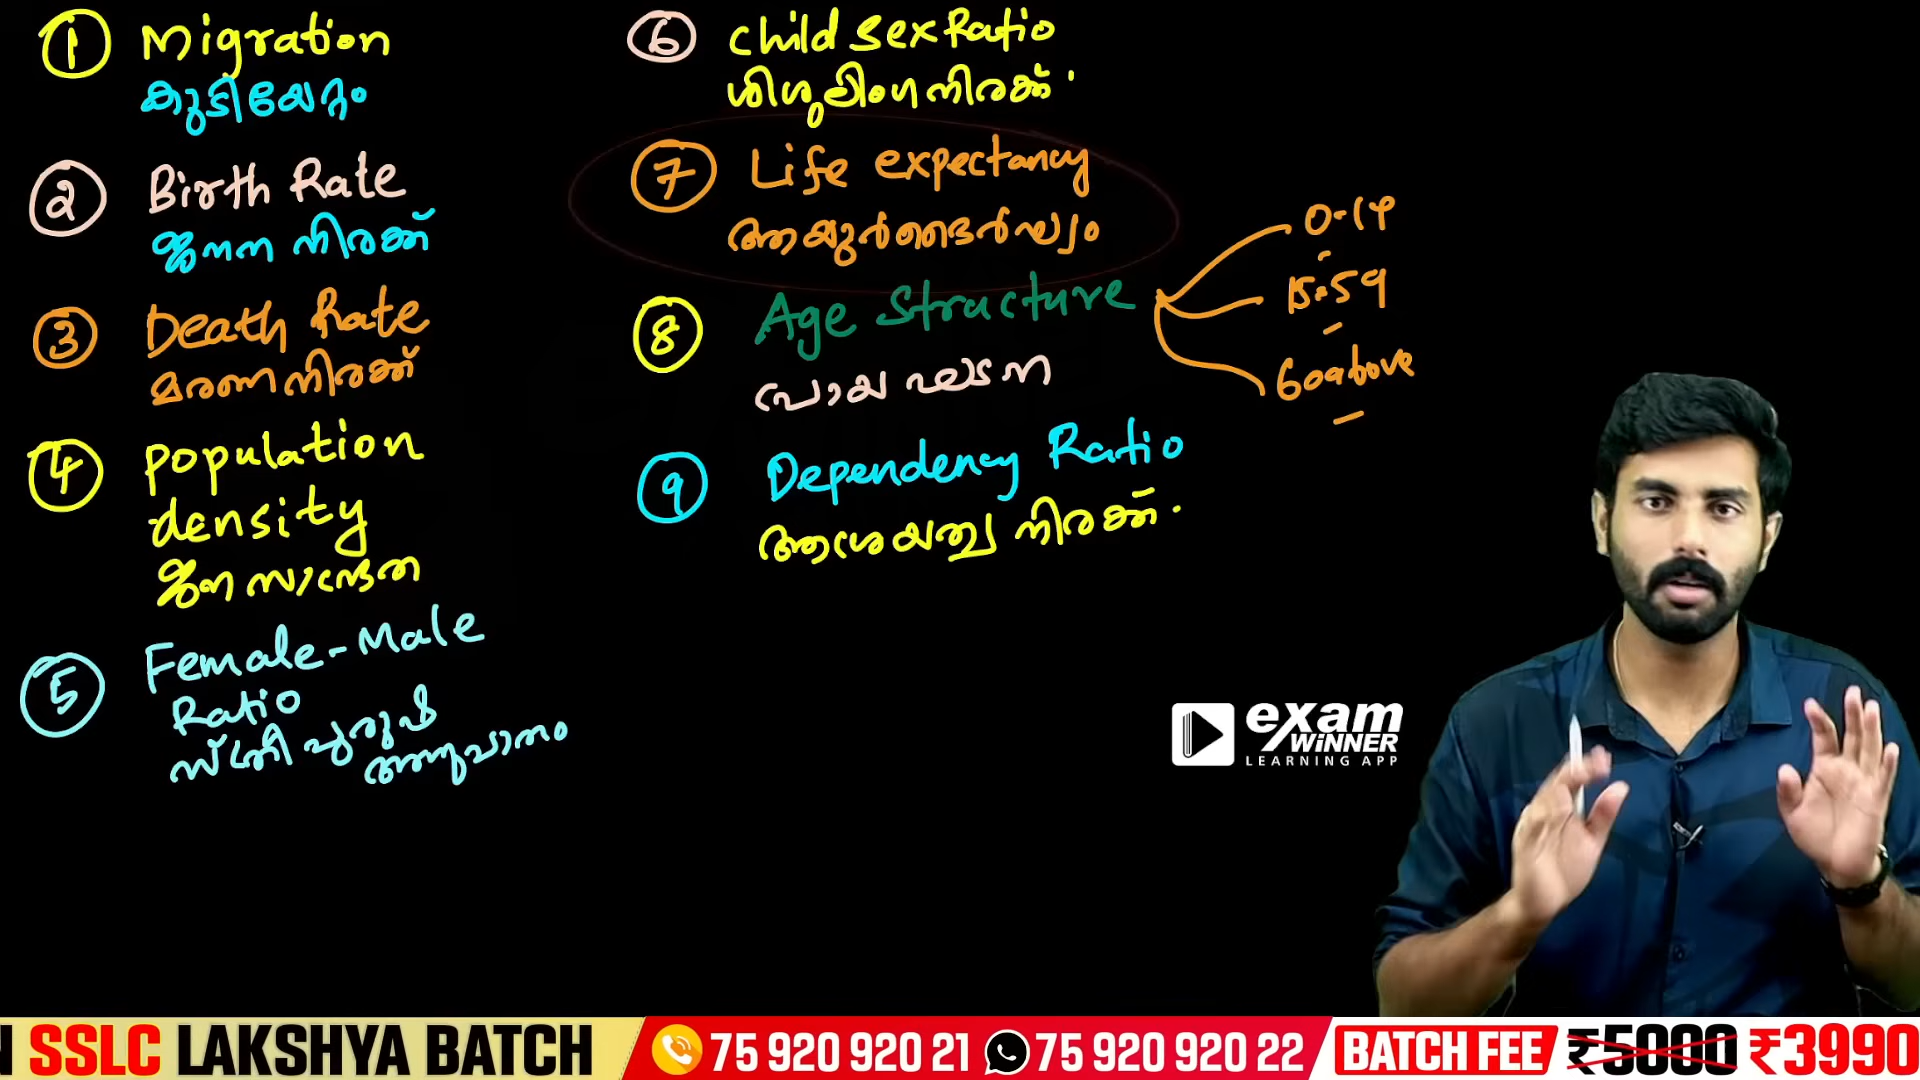 1 Migration
കുടിയേറ്റം
2 Birth Rate
ജനന നിരക്ക്
3 Death Rate
മരണനിരക്ക്
4 Population
density
ജനസാന്ദ്രത
5 Female-Male
Ratio
സ്ത്രീ പുരുഷ
അനുപാതം
6 Child Sex Ratio
ശിശുലിംഗനിരക്ക്
7 Life expectancy
ആയുർദൈർഘ്യം
8 Age Structure
പ്രായഘടന
0-14
15-59
60above
9 Dependency Ratio
ആശ്രയത്വ നിരക്ക്.
exam
WiNNER
LEARNING APP
N SSLC LAKSHYA BATCH
75 920 920 21
75 920 920 22
BATCH FEE ₹5000 ₹3990